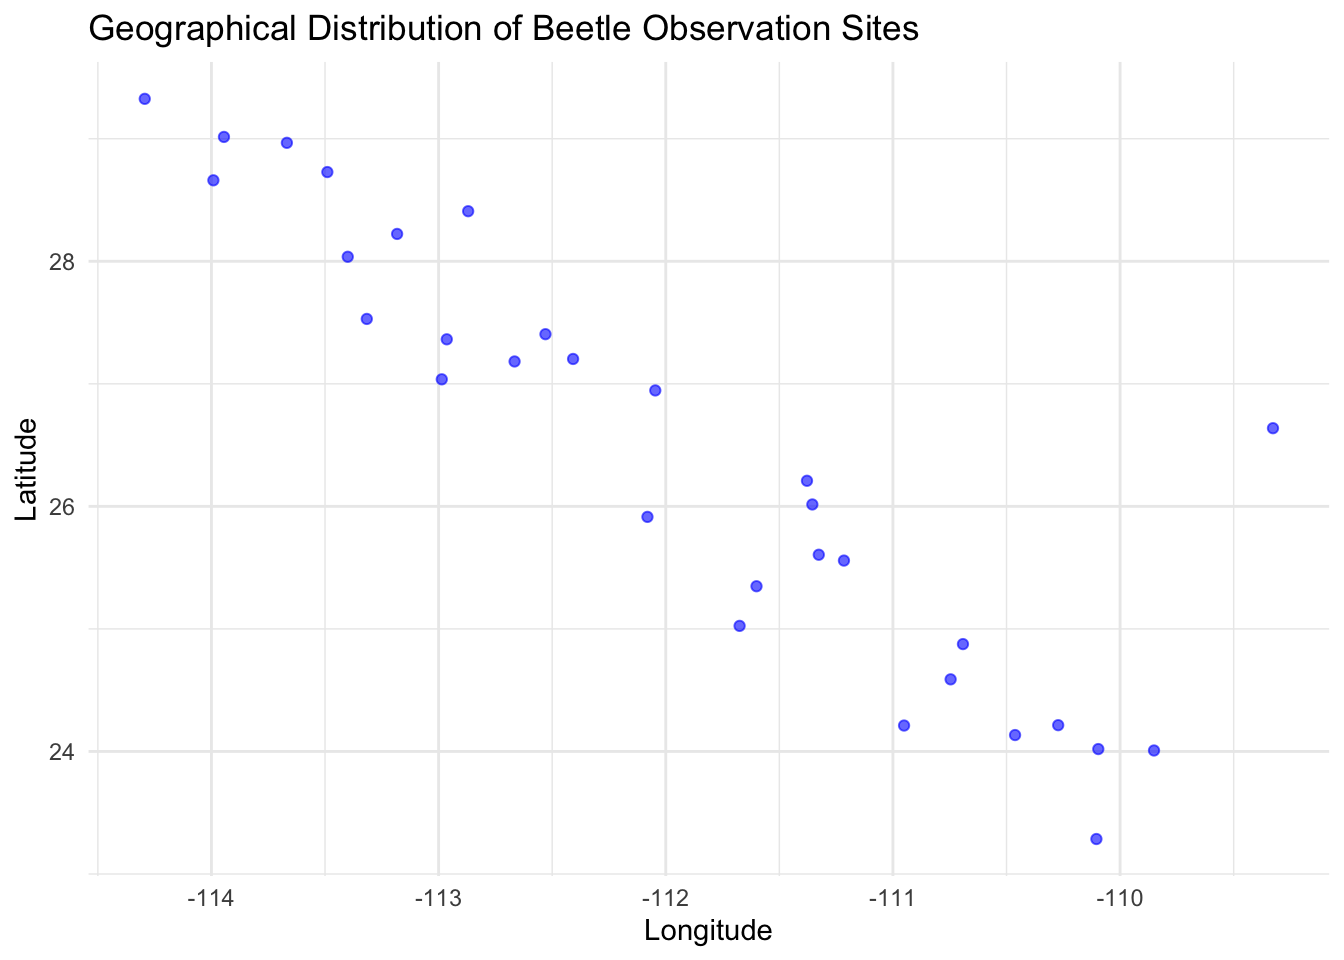 Geographical Distribution of Beetle Observation Sites
28
26
24
Latitude
-114 -113 -112 -111 -110
Longitude